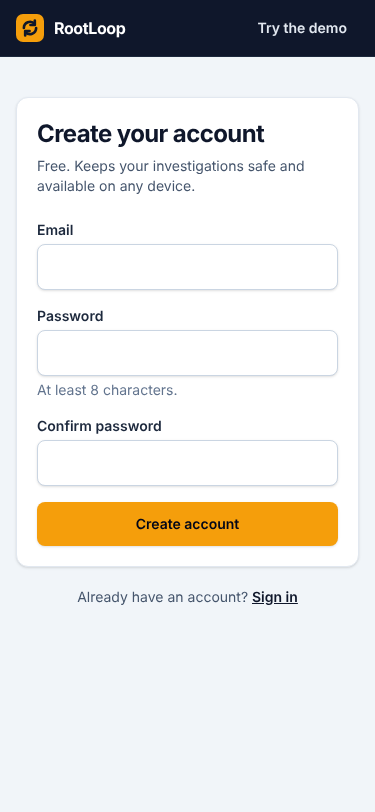 RootLoop
Try the demo
Create your account
Free. Keeps your investigations safe and
available on any device.
Email
Password
At least 8 characters.
Confirm password
Create account
Already have an account? Sign in